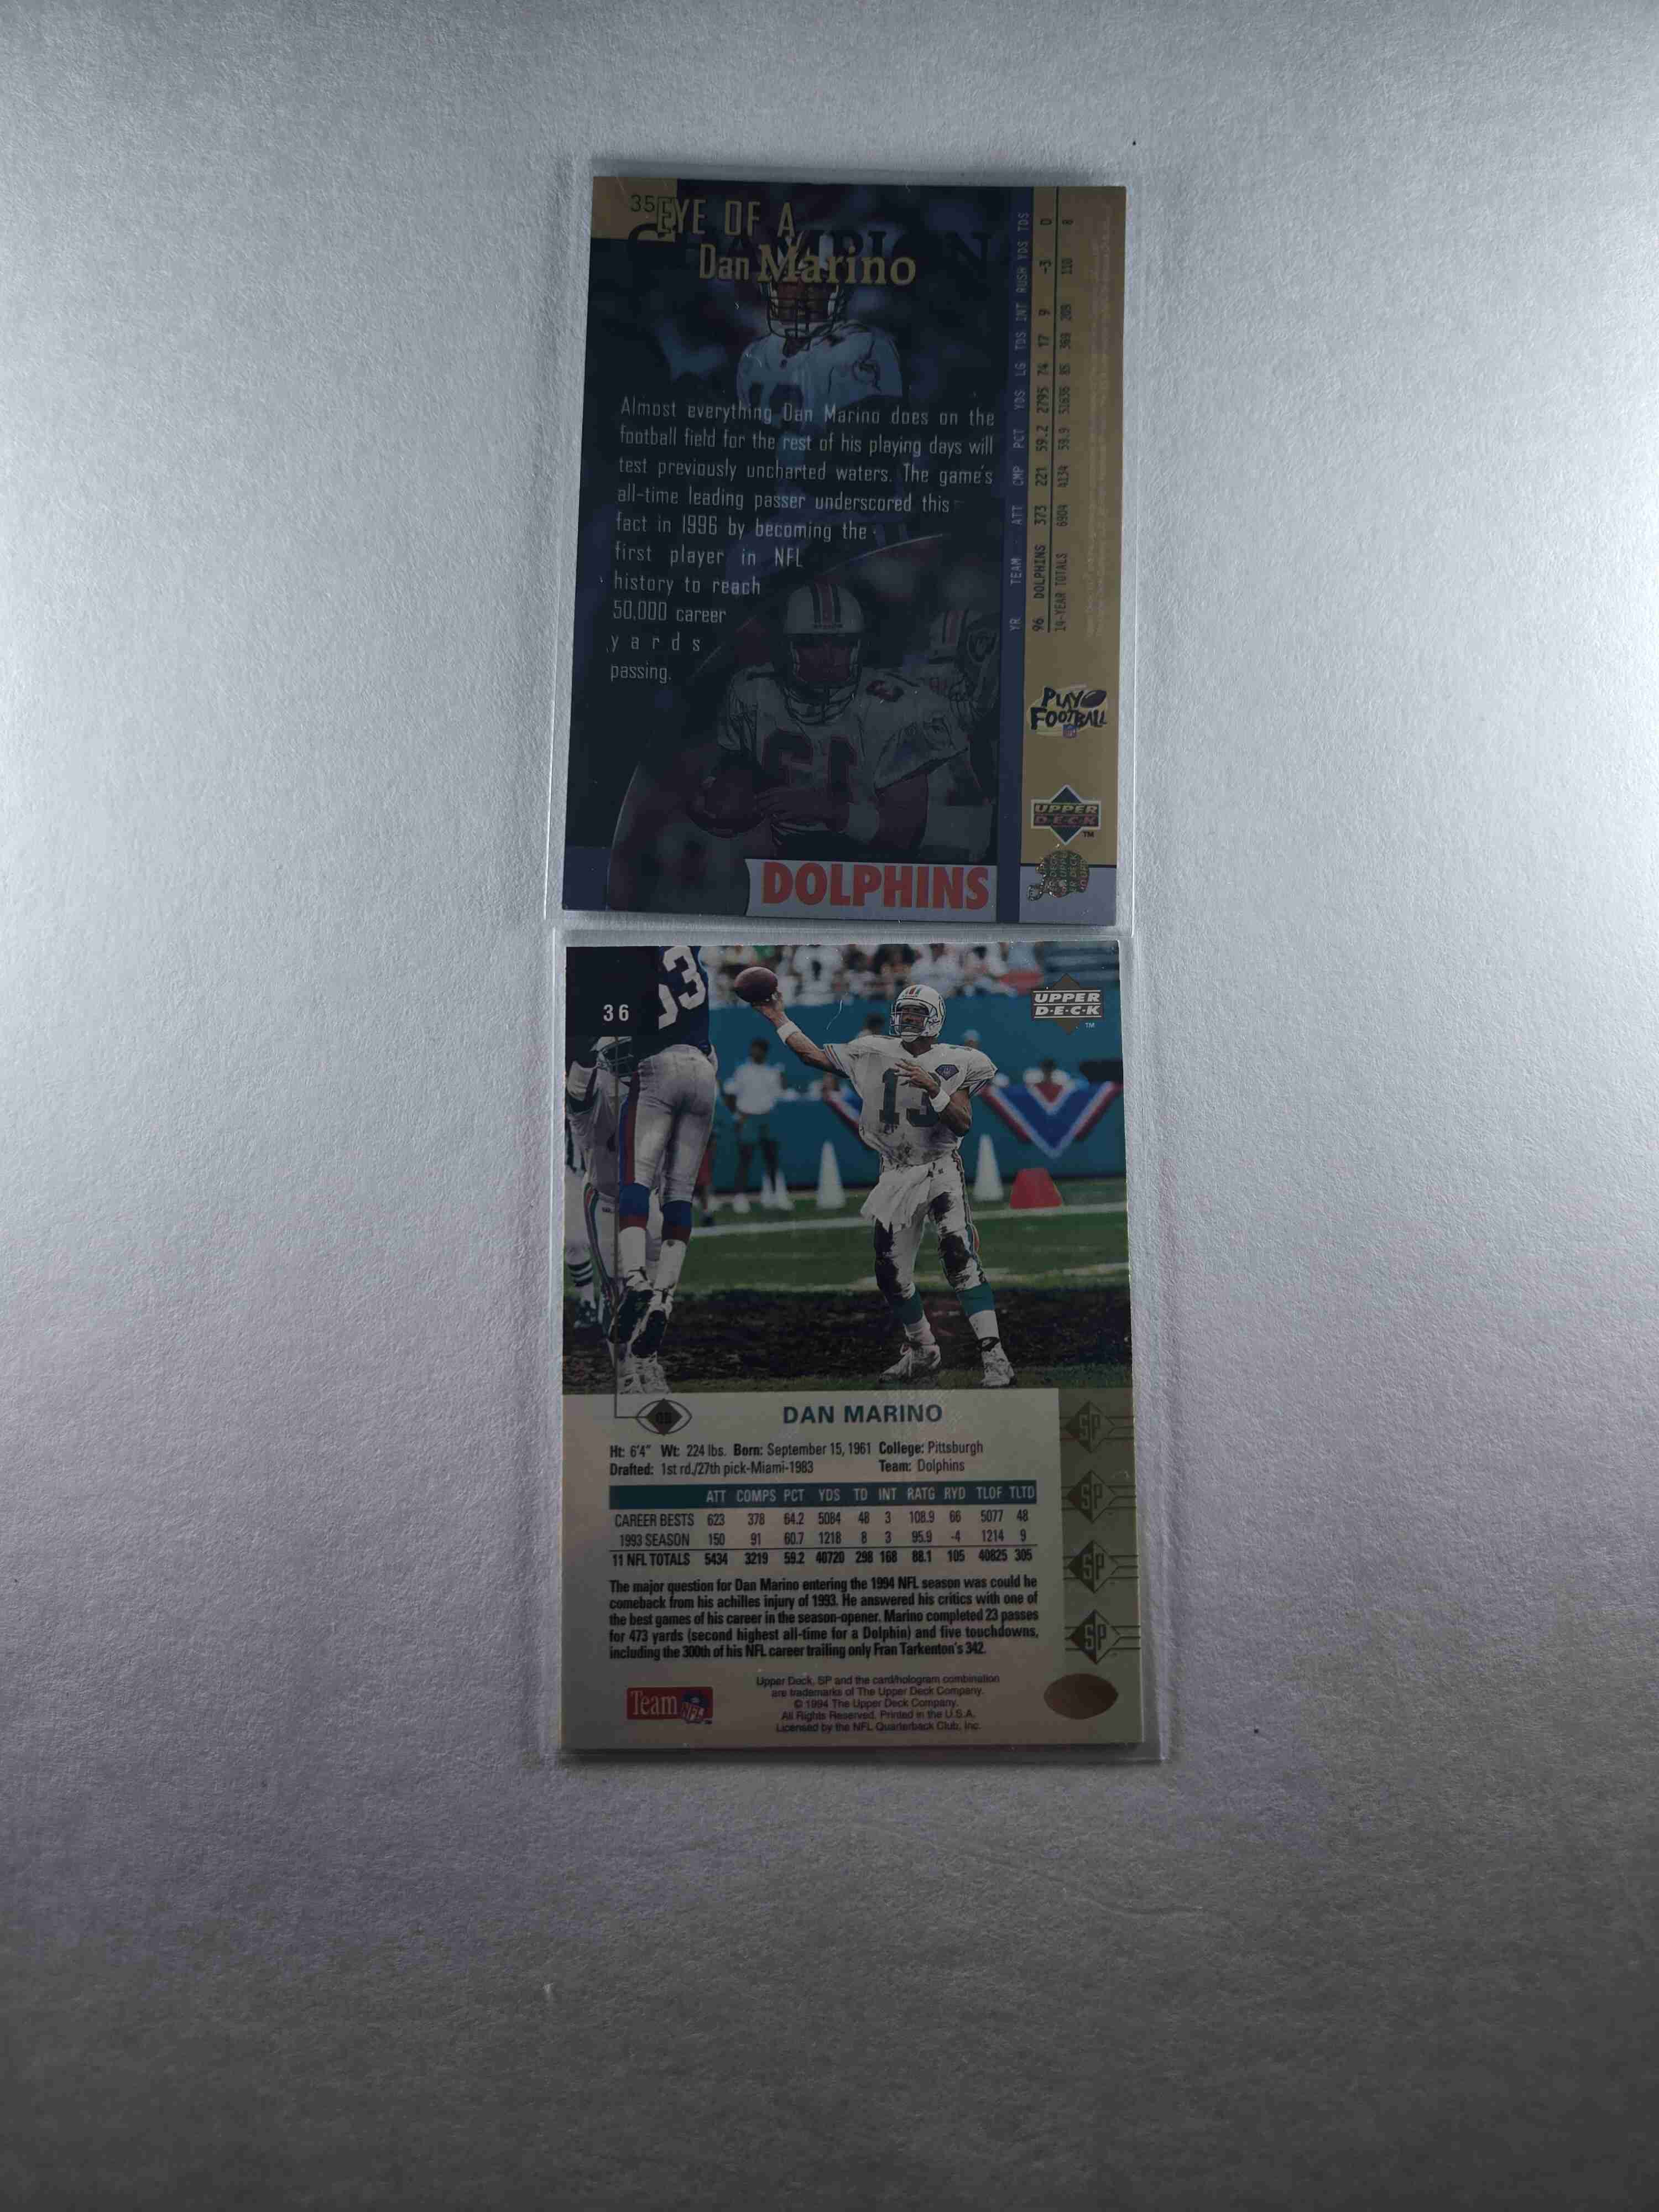 35
EYE OF A
CHAMPION
Dan Marino
Almost everything Dan Marino does on the
football field for the rest of his playing days will
test previously uncharted waters. The game's
all-time leading passer underscored this
fact in 1996 by becoming the
first player in NFL
history to reach
50,000 career
yards
passing.
13
DOLPHINS
YR TEAM ATT CMP PCT YDS LG TDS INT RUSH YDS TDS
96 DOLPHINS 373 221 59.2 2795 74 17 9 -3 0
14-YEAR TOTALS 6904 4134 59.9 51636 85 369 209 110 8
PLAY
FOOTBALL
UPPER
DECK
TM
36
53
UPPER
D•E•C•K
TM
13
QB
DAN MARINO
Ht: 6'4" Wt: 224 lbs. Born: September 15, 1961 College: Pittsburgh
Drafted: 1st rd./27th pick-Miami-1983 Team: Dolphins
ATT COMPS PCT YDS TD INT RATG RYD TLOF TLTD
CAREER BESTS 623 378 64.2 5084 48 3 108.9 66 5077 48
1993 SEASON 150 91 60.7 1218 8 3 95.9 -4 1214 9
11 NFL TOTALS 5434 3219 59.2 40720 298 168 88.1 105 40825 305
The major question for Dan Marino entering the 1994 NFL season was could he
comeback from his achilles injury of 1993. He answered his critics with one of
the best games of his career in the season-opener. Marino completed 23 passes
for 473 yards (second highest all-time for a Dolphin) and five touchdowns,
including the 300th of his NFL career trailing only Fran Tarkenton's 342.
SP
SP
SP
SP
Team NFL
Upper Deck, SP and the card/hologram combination
are trademarks of The Upper Deck Company.
© 1994 The Upper Deck Company.
All Rights Reserved. Printed in the U.S.A.
Licensed by the NFL Quarterback Club, Inc.